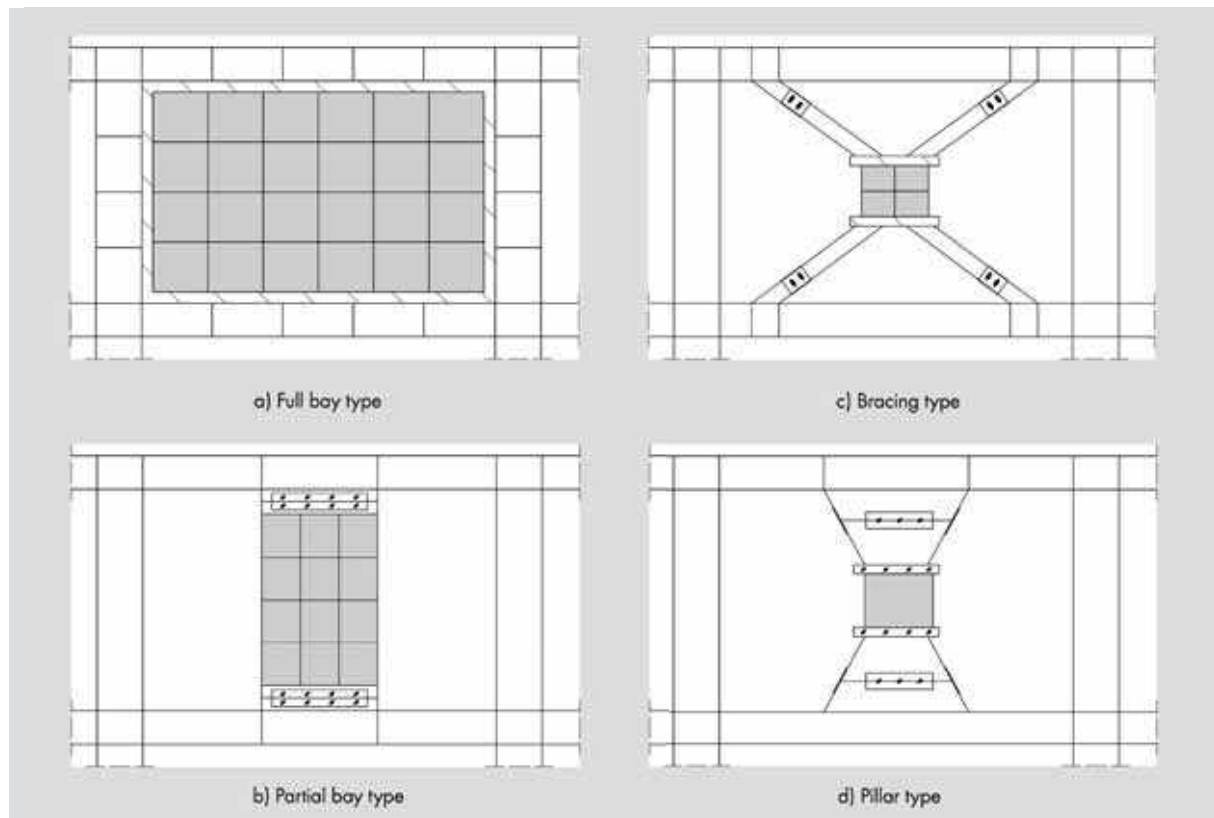 a) Full bay type
c) Bracing type
b) Partial bay type
d) Pillar type